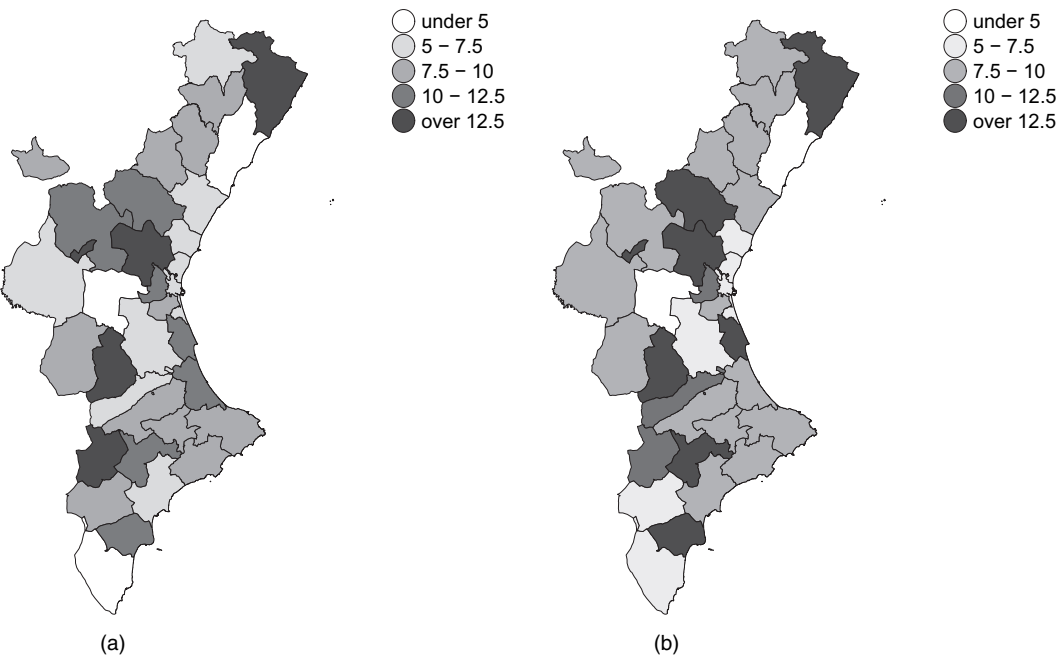 under 5
5 – 7.5
7.5 – 10
10 – 12.5
over 12.5
under 5
5 – 7.5
7.5 – 10
10 – 12.5
over 12.5
(a)
(b)